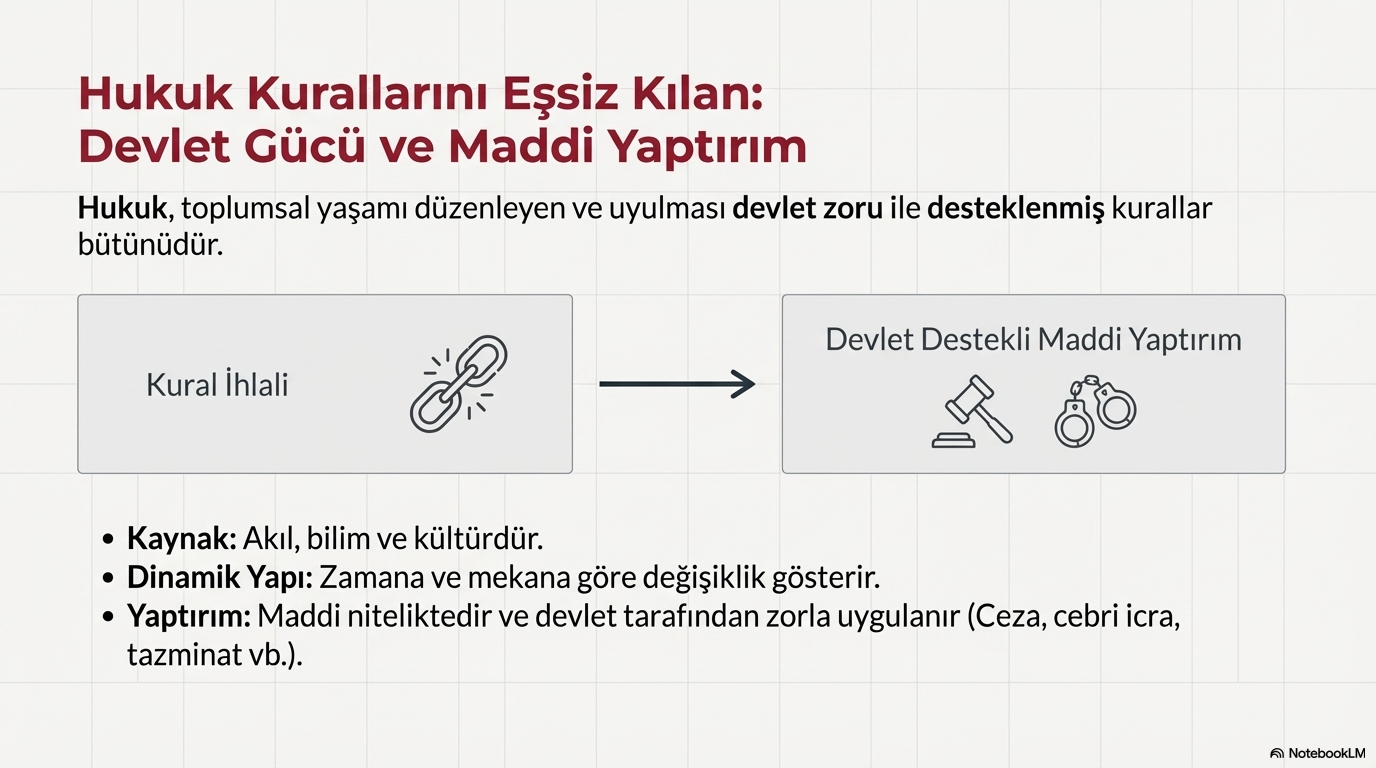 Hukuk Kurallarını Eşsiz Kılan:
Devlet Gücü ve Maddi Yaptırım
Hukuk, toplumsal yaşamı düzenleyen ve uyulması devlet zoru ile desteklenmiş kurallar
bütünüdür.
Kural İhlali
Devlet Destekli Maddi Yaptırım
• Kaynak: Akıl, bilim ve kültürdür.
• Dinamik Yapı: Zamana ve mekana göre değişiklik gösterir.
• Yaptırım: Maddi niteliktedir ve devlet tarafından zorla uygulanır (Ceza, cebri icra,
tazminat vb.).
NotebookLM